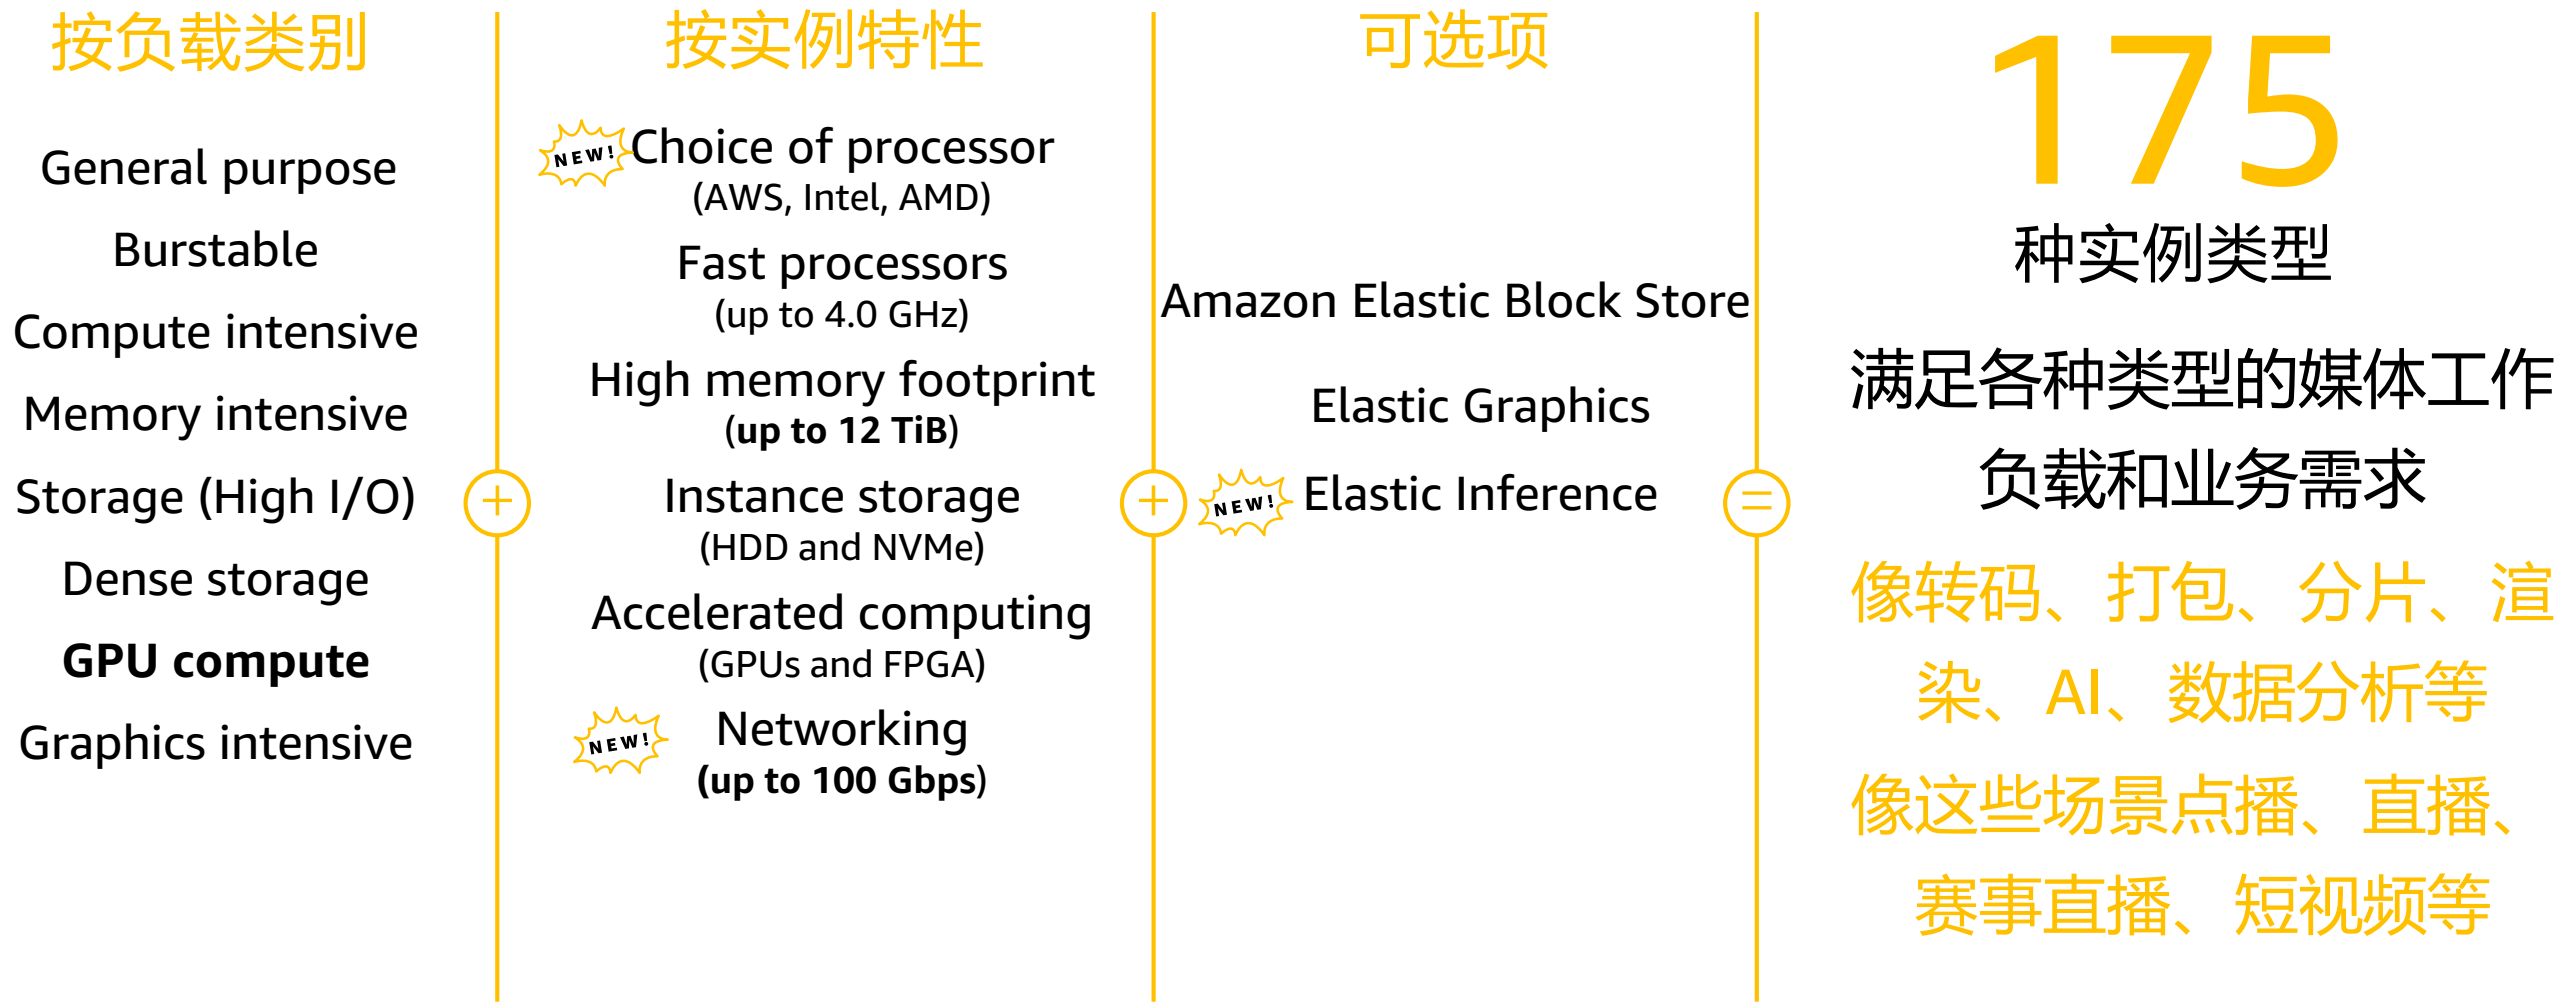 按负载类别
General purpose
Burstable
Compute intensive
Memory intensive
Storage (High I/O)
Dense storage
GPU compute
Graphics intensive
+
按实例特性
NEW!
Choice of processor
(AWS, Intel, AMD)
Fast processors
(up to 4.0 GHz)
High memory footprint
(up to 12 TiB)
Instance storage
(HDD and NVMe)
Accelerated computing
(GPUs and FPGA)
NEW!
Networking
(up to 100 Gbps)
+
可选项
Amazon Elastic Block Store
Elastic Graphics
NEW!
Elastic Inference
=
175
种实例类型
满足各种类型的媒体工作
负载和业务需求
像转码、打包、分片、渲
染、AI、数据分析等
像这些场景点播、直播、
赛事直播、短视频等